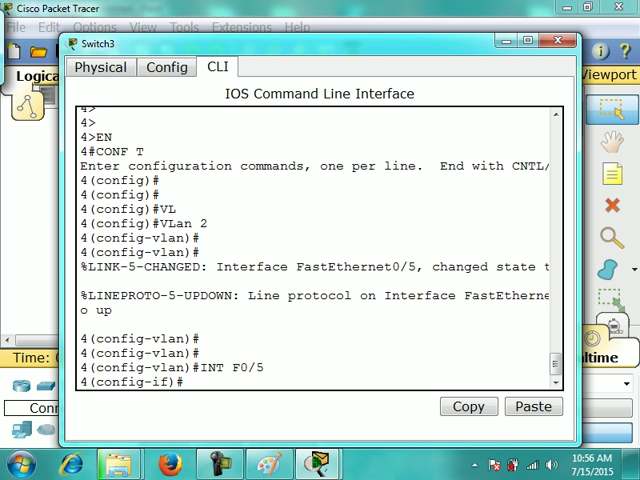 Cisco Packet Tracer
File Edit Options View Tools Extensions Help
Switch3
Logica
Viewport
Physical Config CLI
IOS Command Line Interface
4>
4>
4>EN
4#CONF T
Enter configuration commands, one per line.  End with CNTL/
4(config)#
4(config)#
4(config)#VL
4(config)#VLan 2
4(config-vlan)#
4(config-vlan)#
%LINK-5-CHANGED: Interface FastEthernet0/5, changed state t
%LINEPROTO-5-UPDOWN: Line protocol on Interface FastEtherne
o up
4(config-vlan)#
4(config-vlan)#
4(config-vlan)#INT F0/5
4(config-if)#
Time: 0
altime
Conn
Copy Paste
10:56 AM
7/15/2015